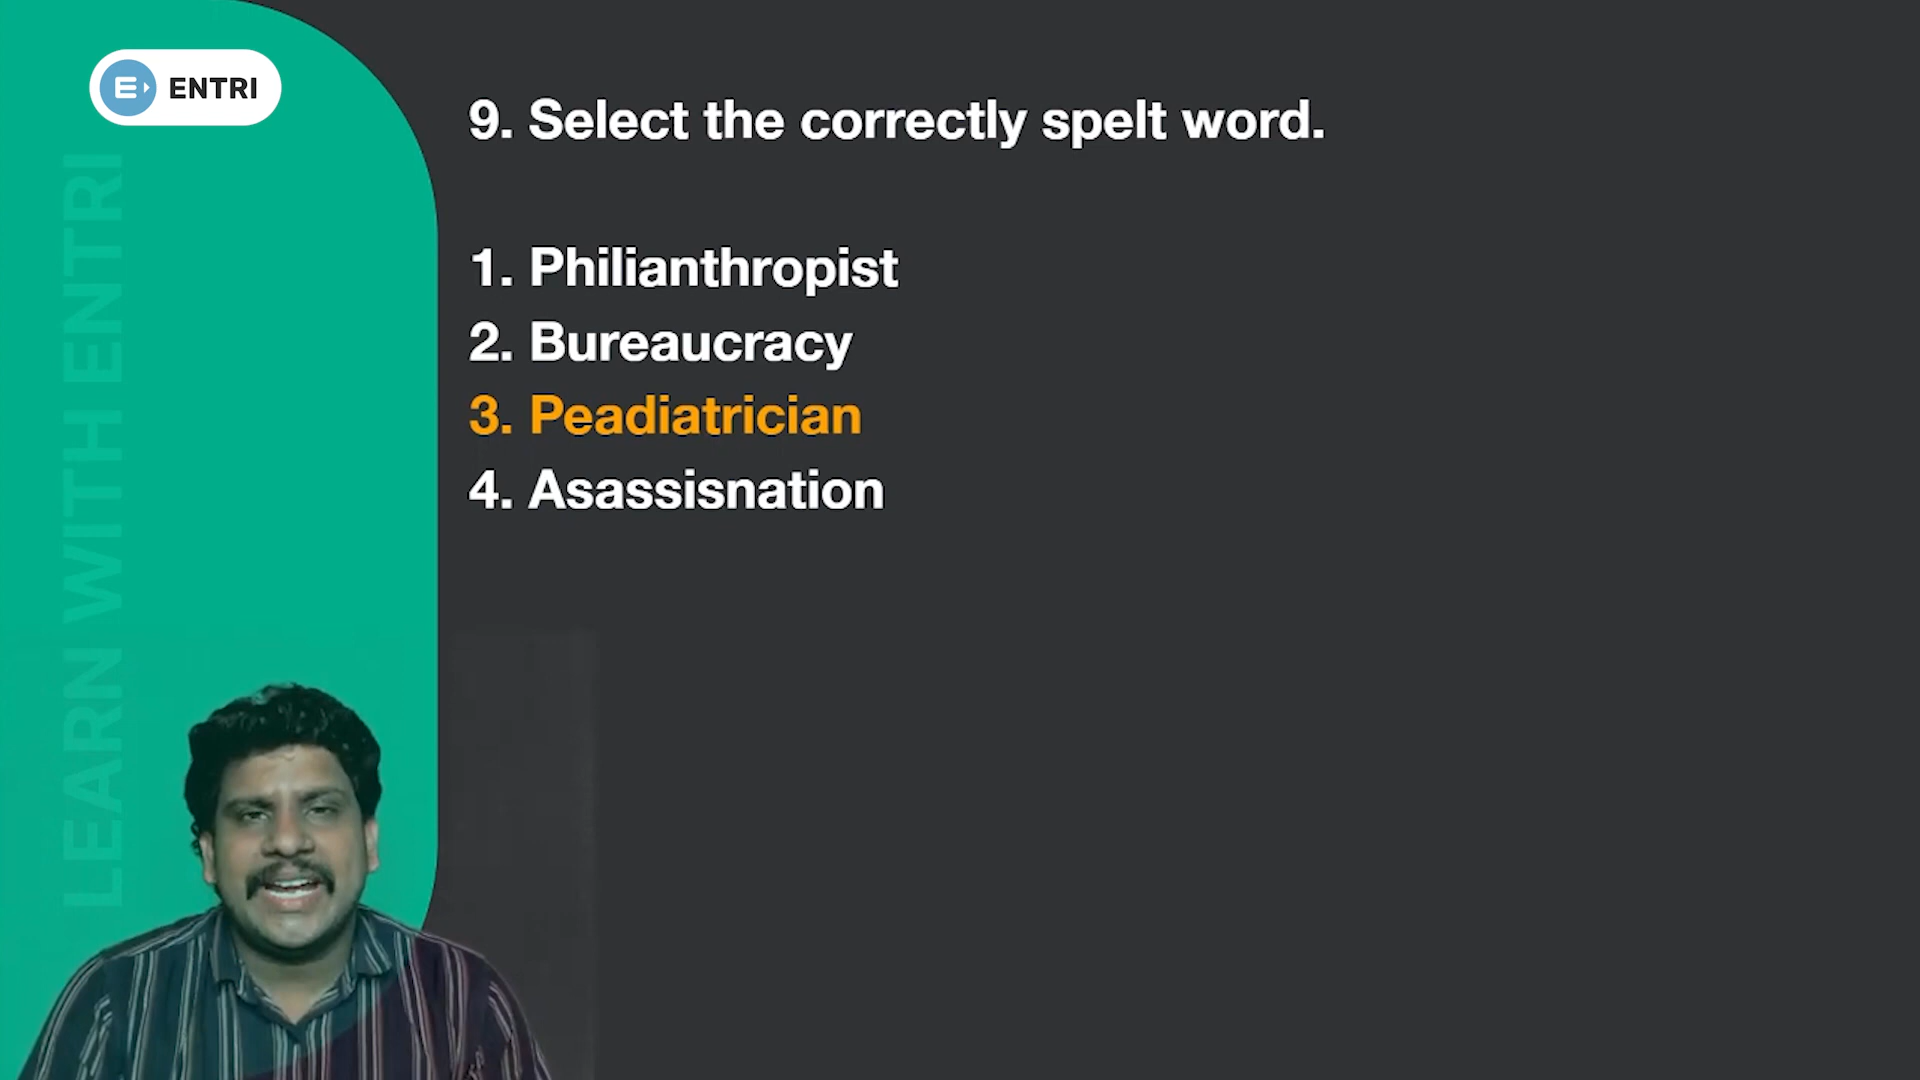 ENTRI
LEARN WITH ENTRI
9. Select the correctly spelt word.
1. Philianthropist
2. Bureaucracy
3. Peadiatrician
4. Asassisnation